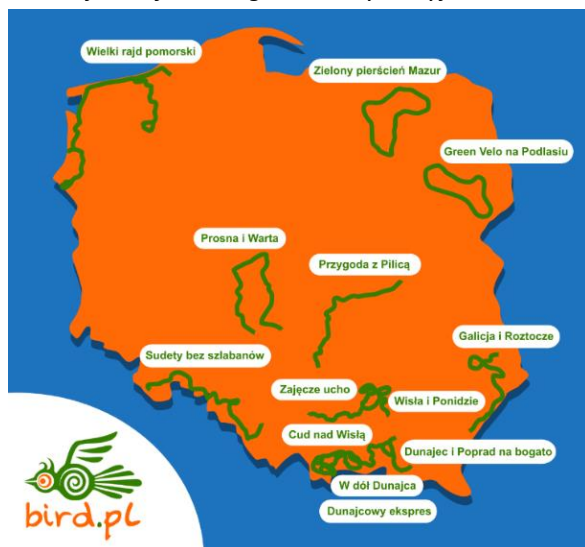 Wielki rajd pomorski
Zielony pierścień Mazur
Green Velo na Podlasiu
Prosna i Warta
Przygoda z Pilicą
Galicja i Roztocze
Sudety bez szlabanów
Zajęcze ucho
Wisła i Ponidzie
Cud nad Wisłą
Dunajec i Poprad na bogato
W dół Dunajca
Dunajcowy ekspres
bird.pl